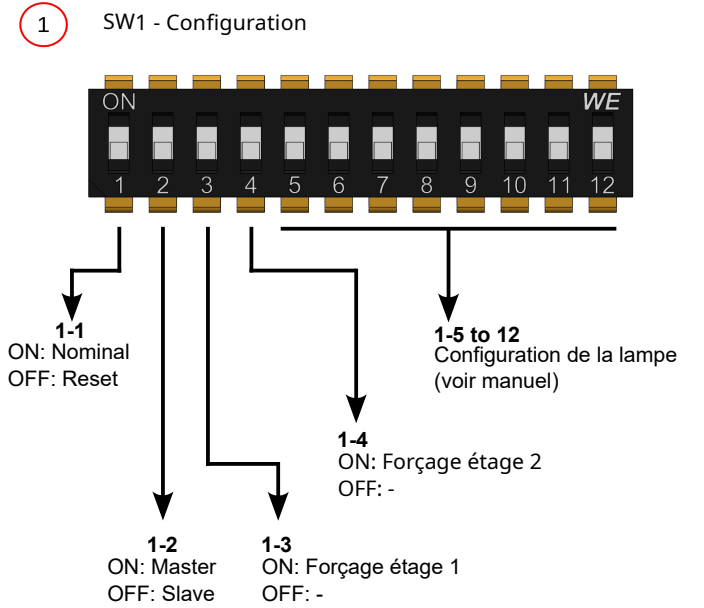 1
SW1 - Configuration
ON WE
1 2 3 4 5 6 7 8 9 10 11 12
1-1
ON: Nominal
OFF: Reset
1-5 to 12
Configuration de la lampe
(voir manuel)
1-4
ON: Forçage étage 2
OFF: -
1-2
ON: Master
OFF: Slave
1-3
ON: Forçage étage 1
OFF: -